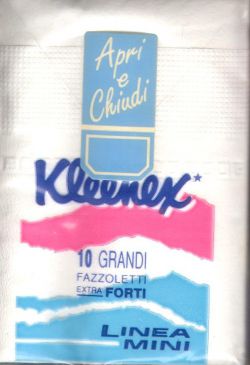 Apri
e
Chiudi
Kleenex*
10 GRANDI
FAZZOLETTI
EXTRA FORTI
LINEA
MINI